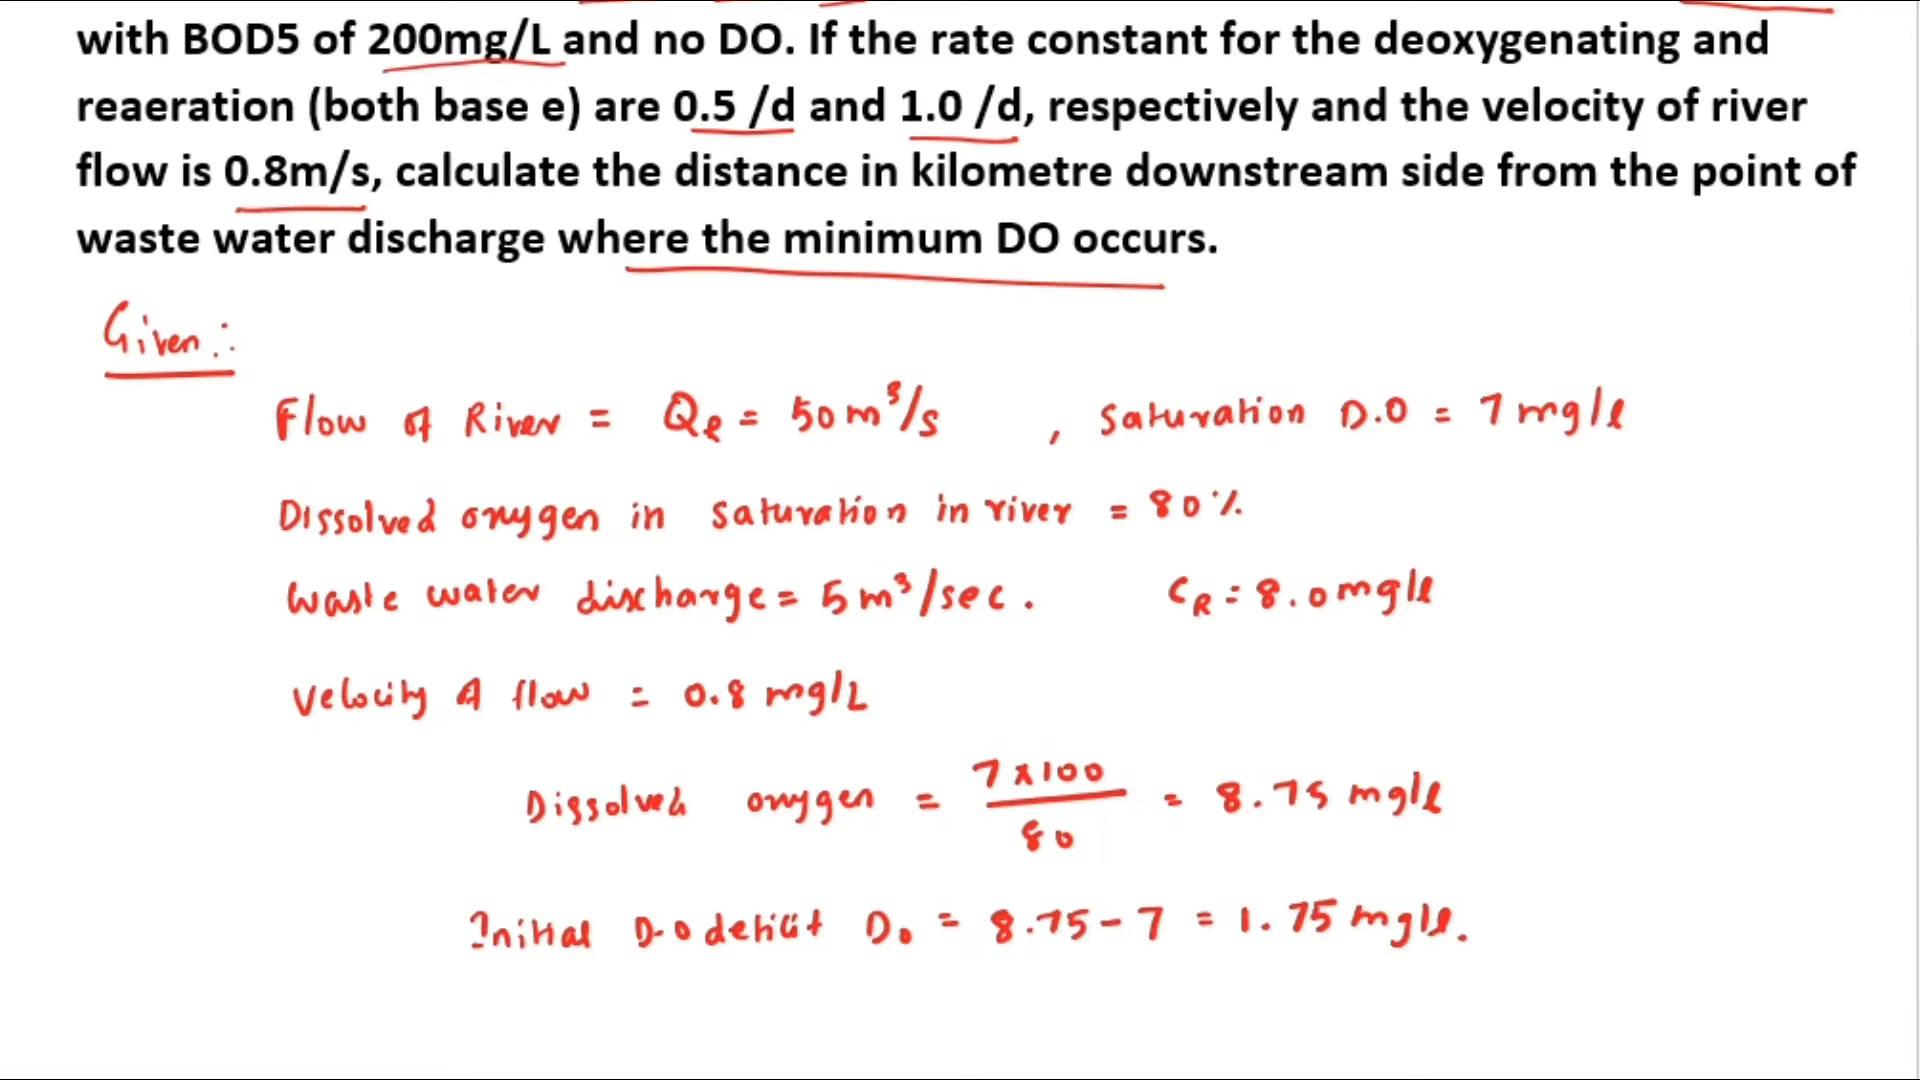 with BOD5 of 200mg/L and no DO. If the rate constant for the deoxygenating and
reaeration (both base e) are 0.5 /d and 1.0 /d, respectively and the velocity of river
flow is 0.8m/s, calculate the distance in kilometre downstream side from the point of
waste water discharge where the minimum DO occurs.
Given :
Flow of River = QR = 50 m³/s , Saturation D.O = 7 mg/l
Dissolved oxygen in saturation in river = 80 %
Waste water discharge = 5 m³/sec. CR = 8.0 mg/l
Velocity of flow = 0.8 mg/L
Dissolved oxygen = 7 x 100 / 80 = 8.75 mg/l
Initial D.O deficit Do = 8.75 - 7 = 1.75 mg/l.